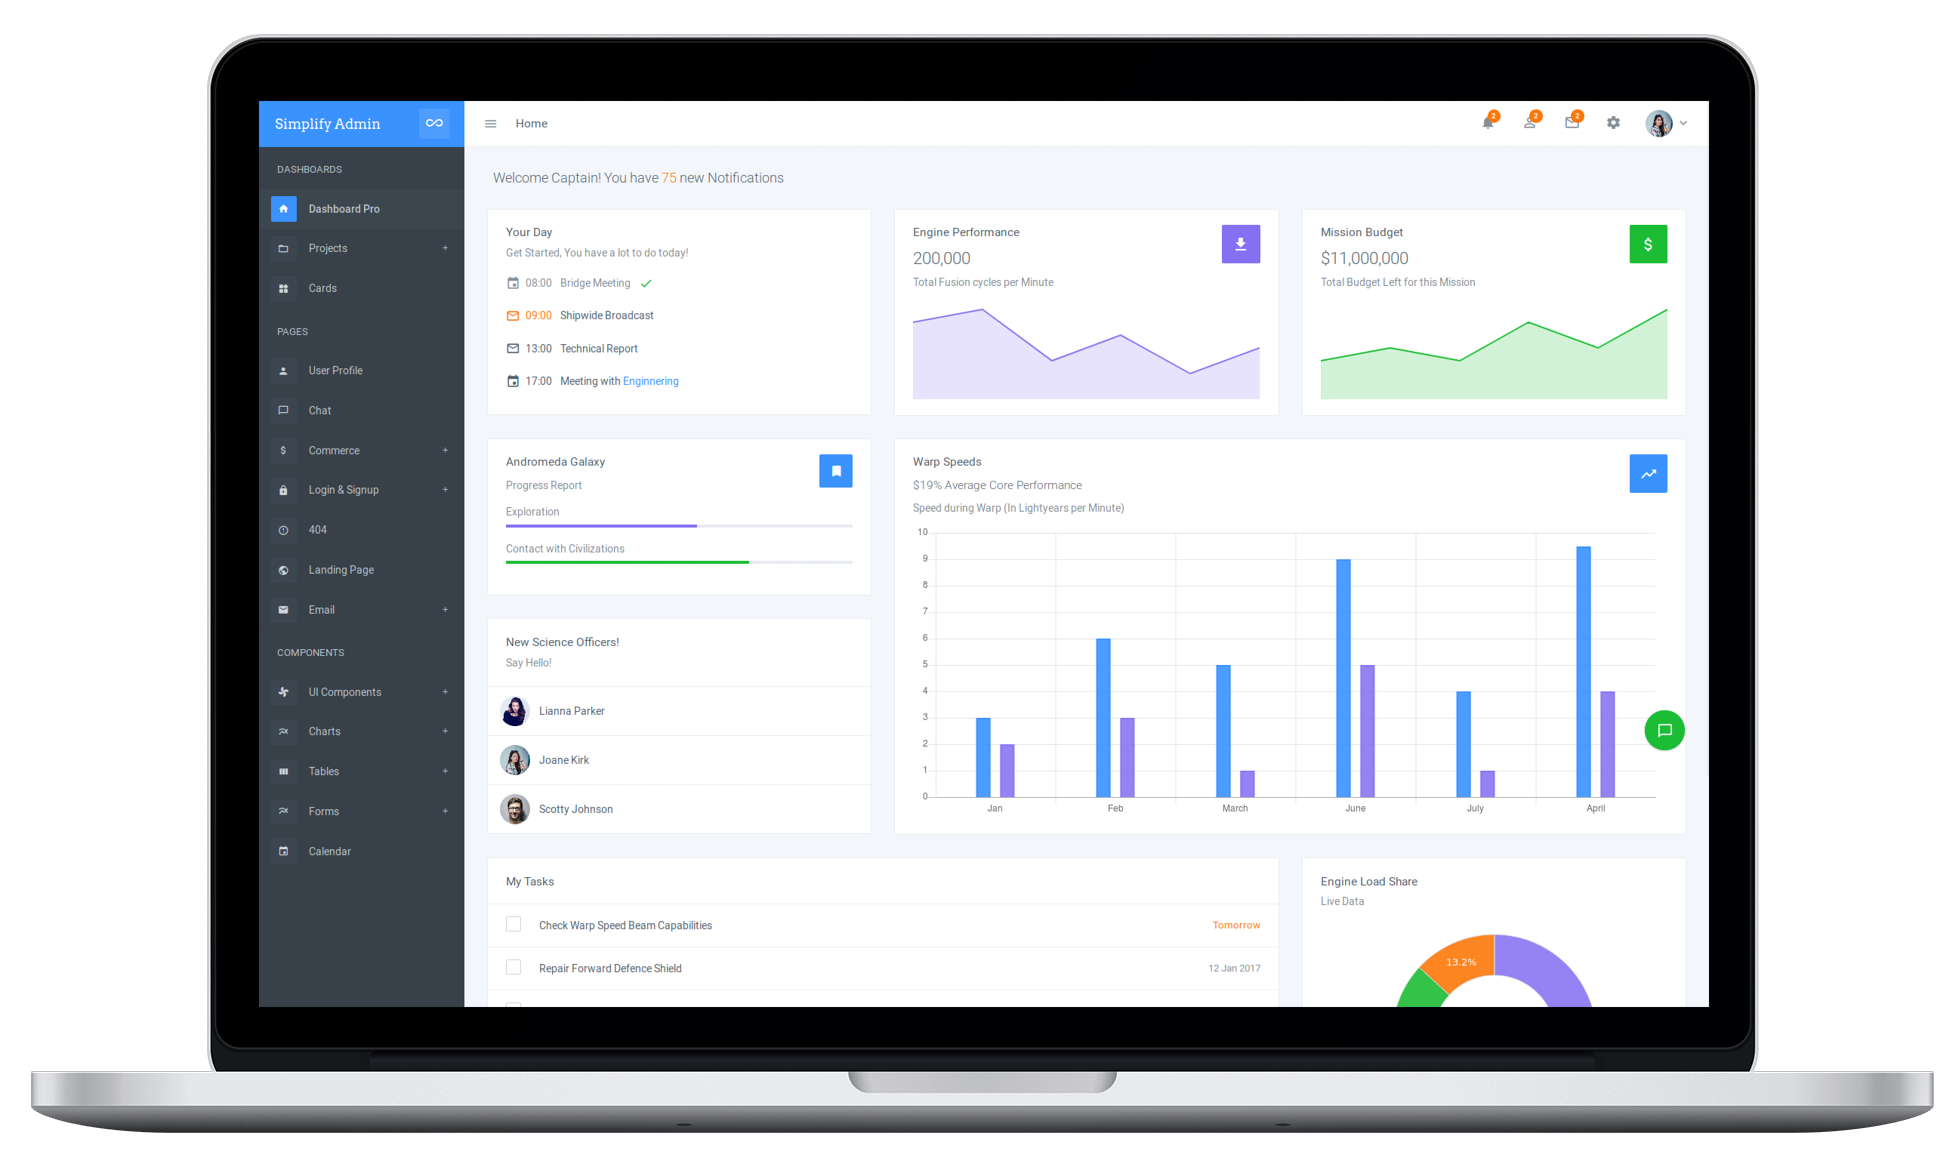 Simplify Admin
Home
2
2
2
DASHBOARDS
Dashboard Pro
Projects +
Cards
PAGES
User Profile
Chat
$ Commerce +
Login & Signup +
404
Landing Page
Email +
COMPONENTS
UI Components +
Charts +
Tables +
Forms +
Calendar
Welcome Captain! You have 75 new Notifications
Your Day
Get Started, You have a lot to do today!
08:00 Bridge Meeting
09:00 Shipwide Broadcast
13:00 Technical Report
17:00 Meeting with Enginnering
Engine Performance
200,000
Total Fusion cycles per Minute
Mission Budget
$11,000,000
Total Budget Left for this Mission
$
Andromeda Galaxy
Progress Report
Exploration
Contact with Civilizations
New Science Officers!
Say Hello!
Lianna Parker
Joane Kirk
Scotty Johnson
Warp Speeds
$19% Average Core Performance
Speed during Warp (In Lightyears per Minute)
10
9
8
7
6
5
4
3
2
1
0
Jan Feb March June July April
My Tasks
Check Warp Speed Beam Capabilities Tomorrow
Repair Forward Defence Shield 12 Jan 2017
Engine Load Share
Live Data
13.2%